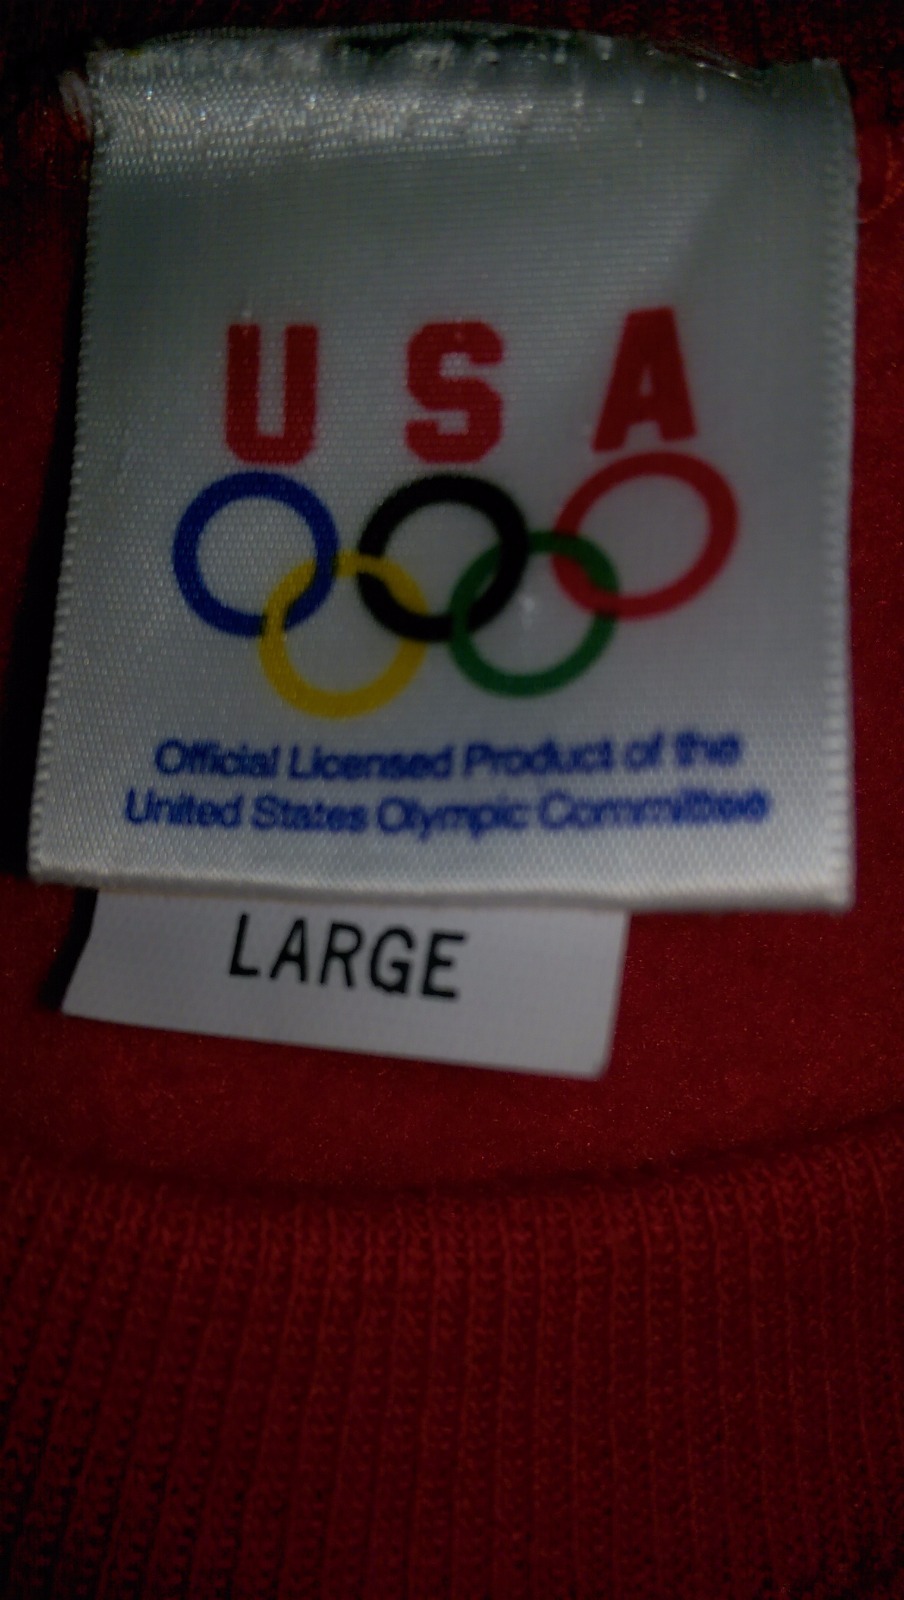 USA
Official Licensed Product of the
United States Olympic Committee
LARGE